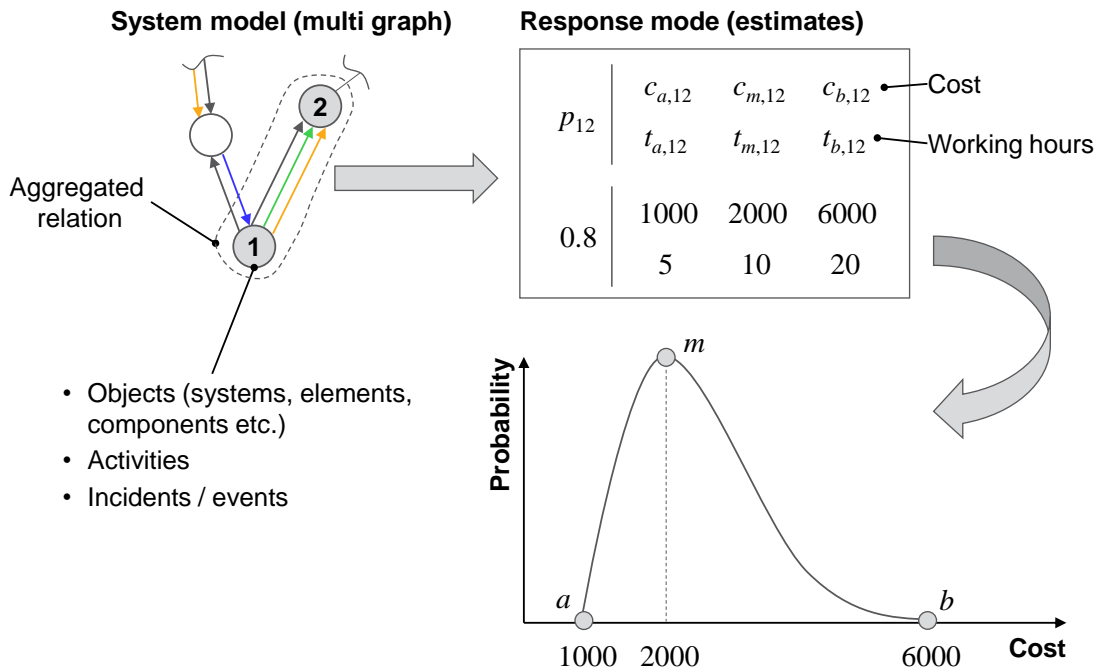 System model (multi graph)
Response mode (estimates)
2
1
Aggregated
relation
• Objects (systems, elements,
components etc.)
• Activities
• Incidents / events
p12
ca,12 cm,12 cb,12
ta,12 tm,12 tb,12
Cost
Working hours
0.8
1000 2000 6000
5 10 20
Probability
m
a
b
1000 2000 6000
Cost